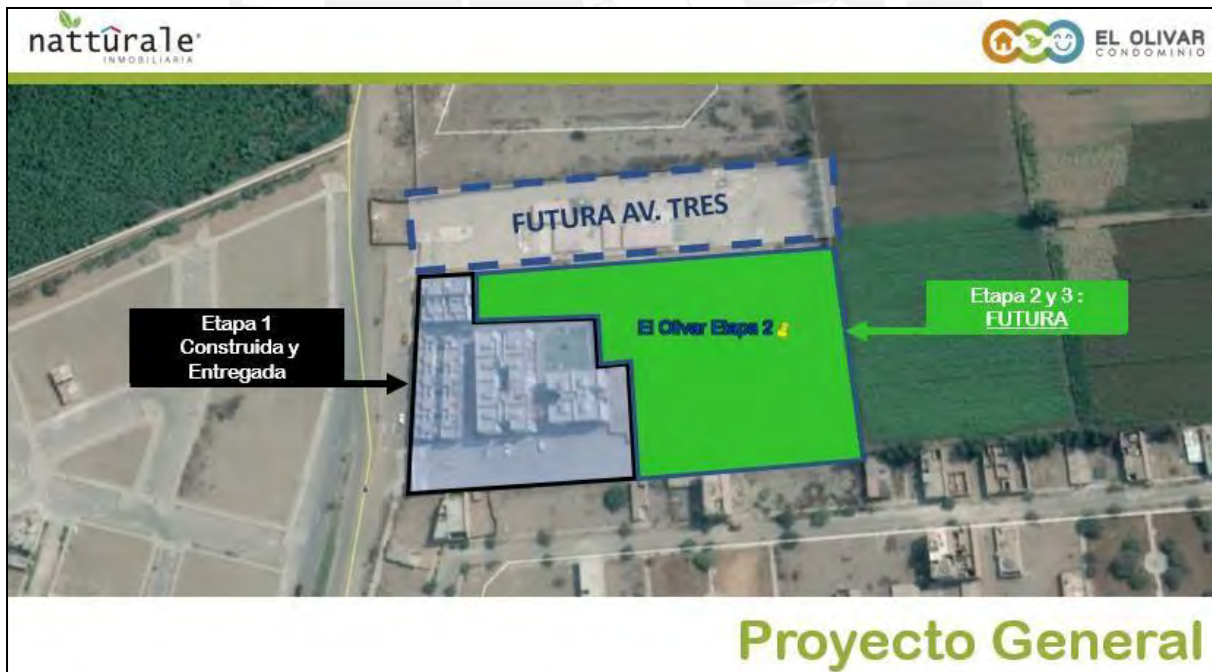 nattûrale
INMOBILIARIA
EL OLIVAR
CONDOMINIO
FUTURA AV. TRES
Etapa 1
Construida y
Entregada
El Olivar Etapa 2
Etapa 2 y 3 :
FUTURA
Proyecto General